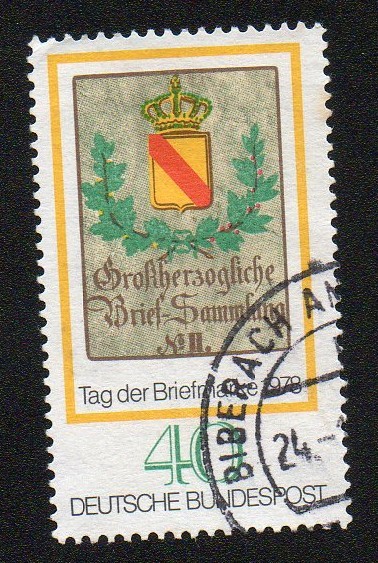 Großherzogliche
Brief-Sammlung
No. II.
Tag der Briefmarke 1978
40
DEUTSCHE BUNDESPOST
BIBERACH AN
24.